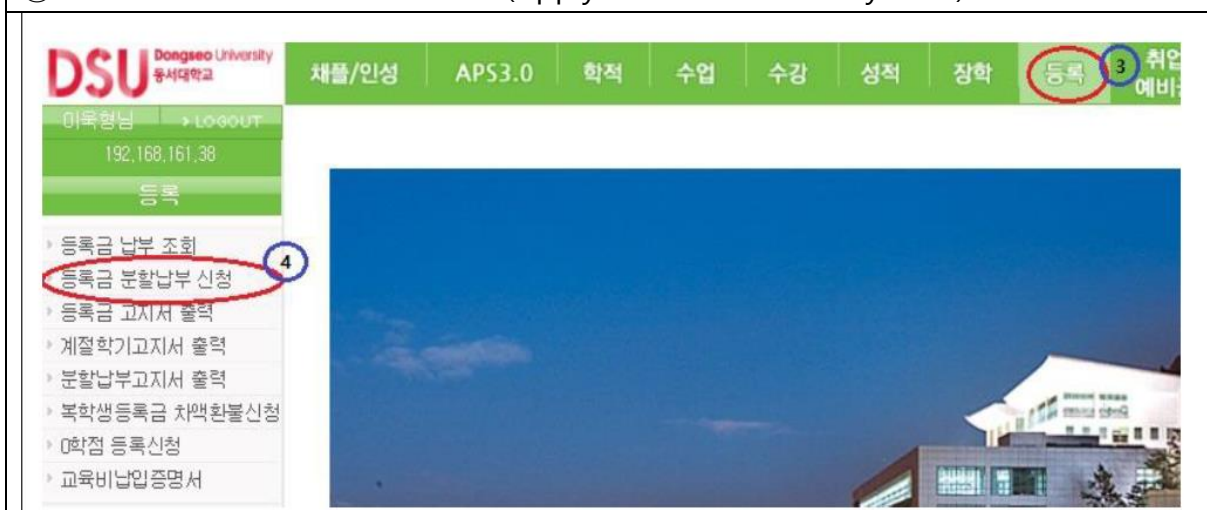 DSU Dongseo University
동서대학교
채플/인성 APS3.0 학적 수업 수강 성적 장학 등록 3 취업
이욱형님 > LOGOUT
192,168,161,38
등록
등록금 납부 조회
등록금 분할납부 신청 4
등록금 고지서 출력
계절학기고지서 출력
분할납부고지서 출력
복학생등록금 차액환불신청
0학점 등록신청
교육비납입증명서